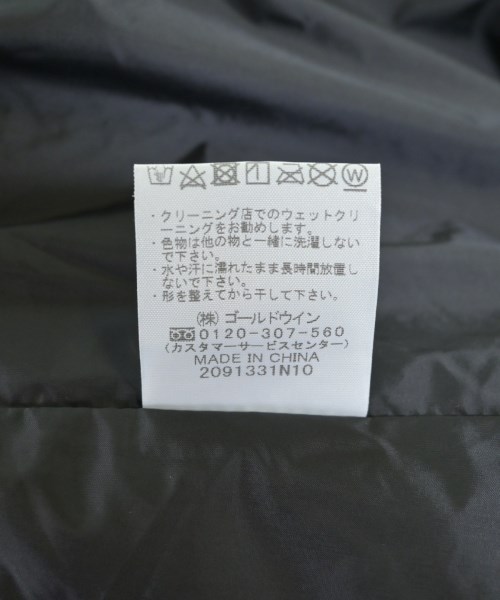 ・クリーニング店でのウェットクリ
ーニングをお勧めします。
・色物は他の物と一緒に洗濯しない
で下さい。
・水や汗に濡れたまま長時間放置し
ないで下さい。
・形を整えてから干して下さい。
(株)ゴールドウイン
0120-307-560
(カスタマーサービスセンター)
MADE IN CHINA
2091331N10